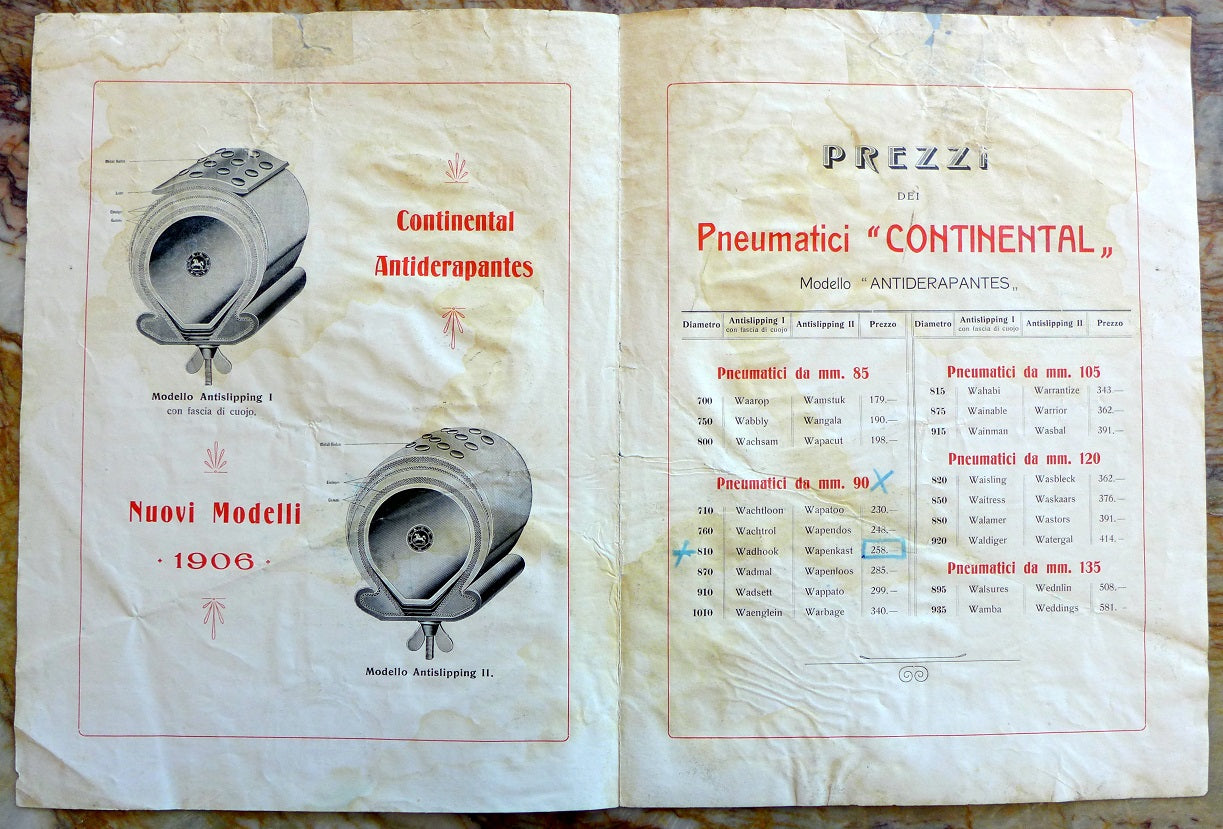 Continental
Antiderapantes
Modello Antislipping I
con fascia di cuojo.
Nuovi Modelli
· 1906 ·
Modello Antislipping II.
PREZZI
DEI
Pneumatici “CONTINENTAL„
Modello “ANTIDERAPANTES„
Diametro Antislipping I con fascia di cuojo Antislipping II Prezzo
Pneumatici da mm. 85
700 Waarop Wamstuk 179.—
750 Wabbly Wangala 190.—
800 Wachsam Wapacut 198.—
Pneumatici da mm. 90 X
710 Wachtloon Wapatoo 230.—
760 Wachtrol Wapendos 248.—
810 Wadhook Wapenkast 258.—
870 Wadmal Wapenloos 285.—
910 Wadsett Wappato 299.—
1010 Waenglein Warbage 340.—
Diametro Antislipping I con fascia di cuojo Antislipping II Prezzo
Pneumatici da mm. 105
815 Wahabi Warrantize 343.—
875 Wainable Warrior 362.—
915 Wainman Wasbal 391.—
Pneumatici da mm. 120
820 Waisling Wasbleck 362.—
850 Waitress Waskaars 376.—
880 Walamer Wastors 391.—
920 Waldiger Watergal 414.—
Pneumatici da mm. 135
895 Walsures Wednlin 508.—
935 Wamba Weddings 581. -